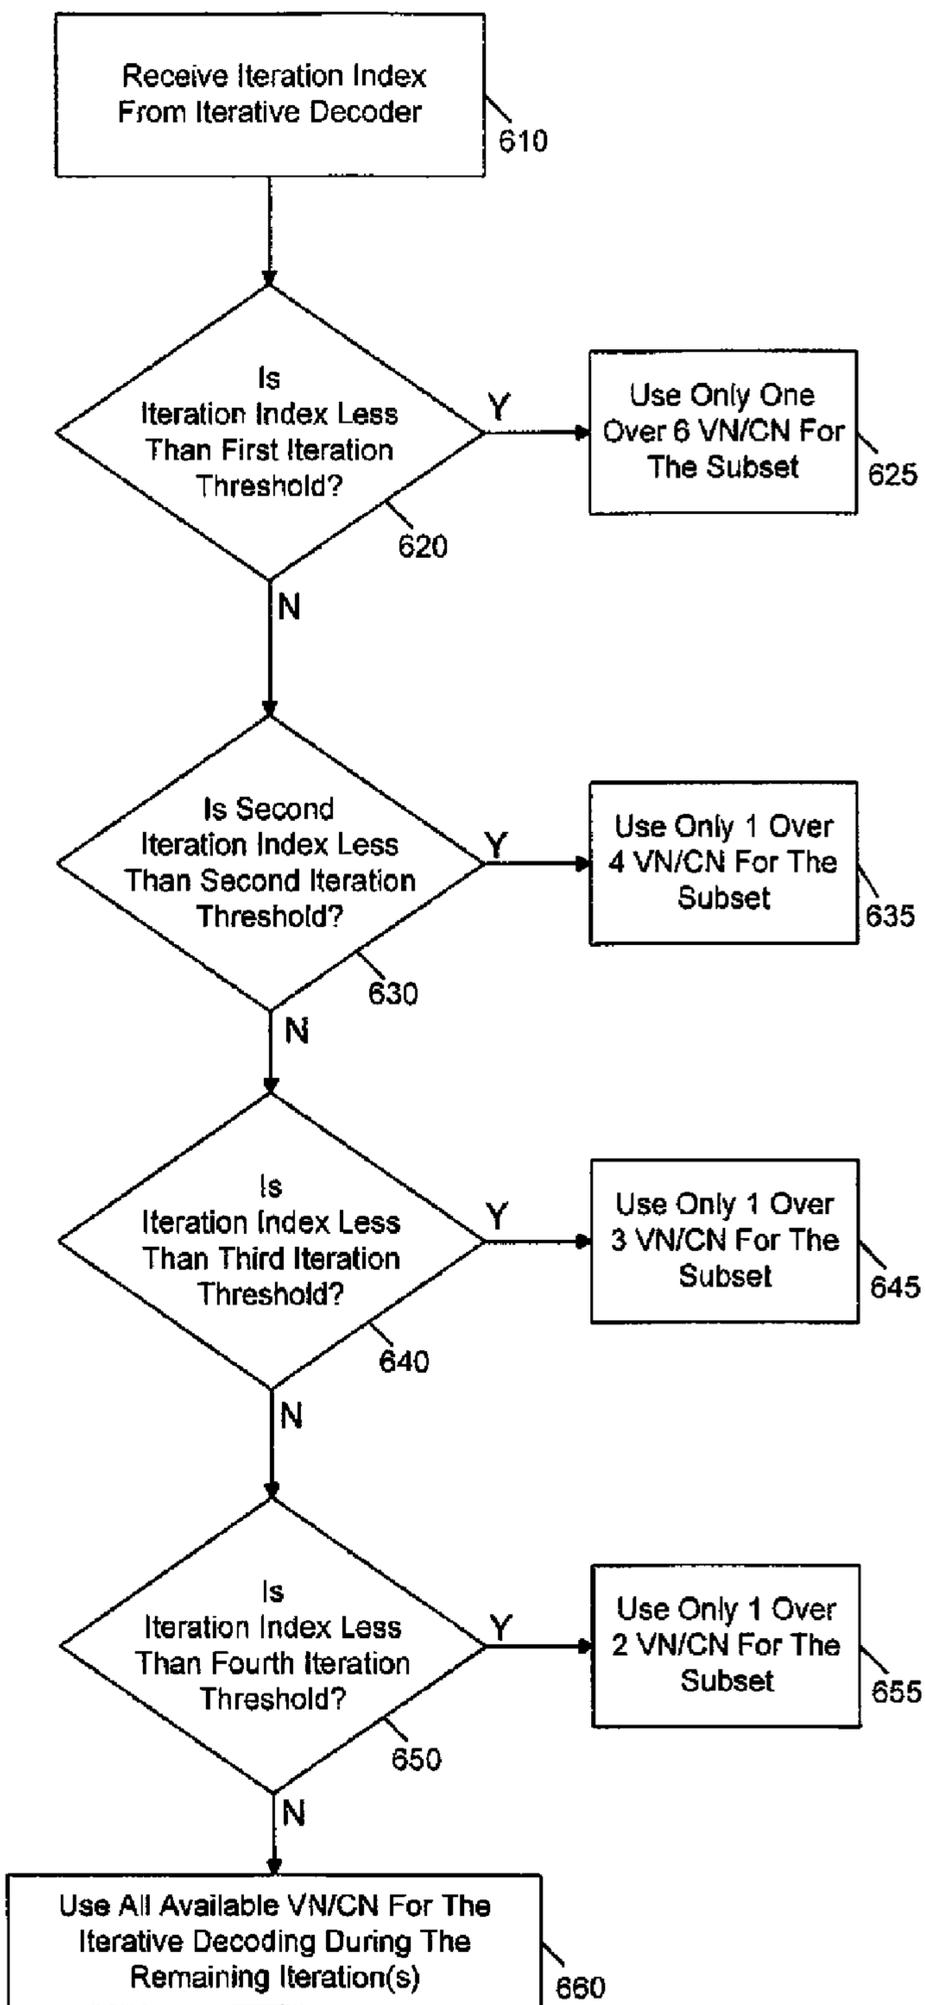 Receive Iteration Index
From Iterative Decoder
610
Is
Iteration Index Less
Than First Iteration
Threshold?
620
Y
Use Only One
Over 6 VN/CN For
The Subset
625
N
Is Second
Iteration Index Less
Than Second Iteration
Threshold?
630
Y
Use Only 1 Over
4 VN/CN For The
Subset
635
N
Is
Iteration Index Less
Than Third Iteration
Threshold?
640
Y
Use Only 1 Over
3 VN/CN For The
Subset
645
N
Is
Iteration Index Less
Than Fourth Iteration
Threshold?
650
Y
Use Only 1 Over
2 VN/CN For The
Subset
655
N
Use All Available VN/CN For The
Iterative Decoding During The
Remaining Iteration(s)
660